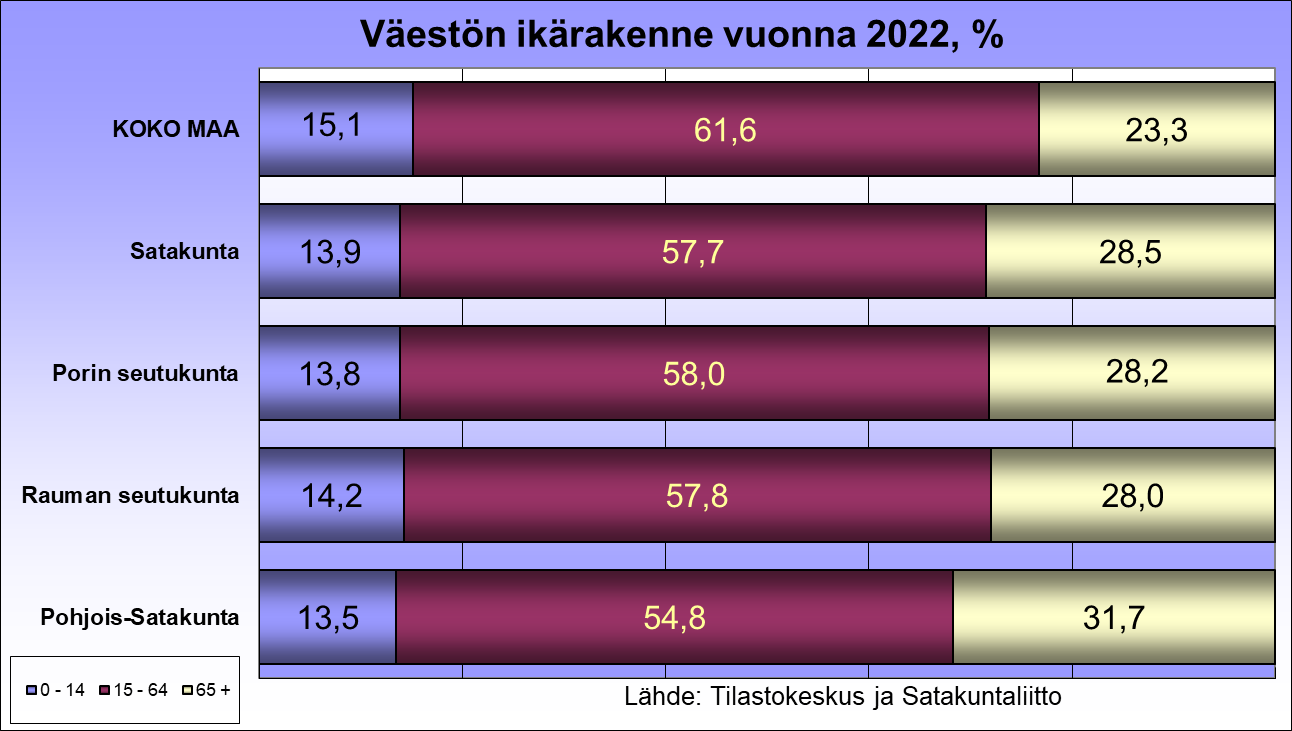 Väestön ikärakenne vuonna 2022, %
KOKO MAA 15,1 61,6 23,3
Satakunta 13,9 57,7 28,5
Porin seutukunta 13,8 58,0 28,2
Rauman seutukunta 14,2 57,8 28,0
Pohjois-Satakunta 13,5 54,8 31,7
0 - 14 15 - 64 65 +
Lähde: Tilastokeskus ja Satakuntaliitto